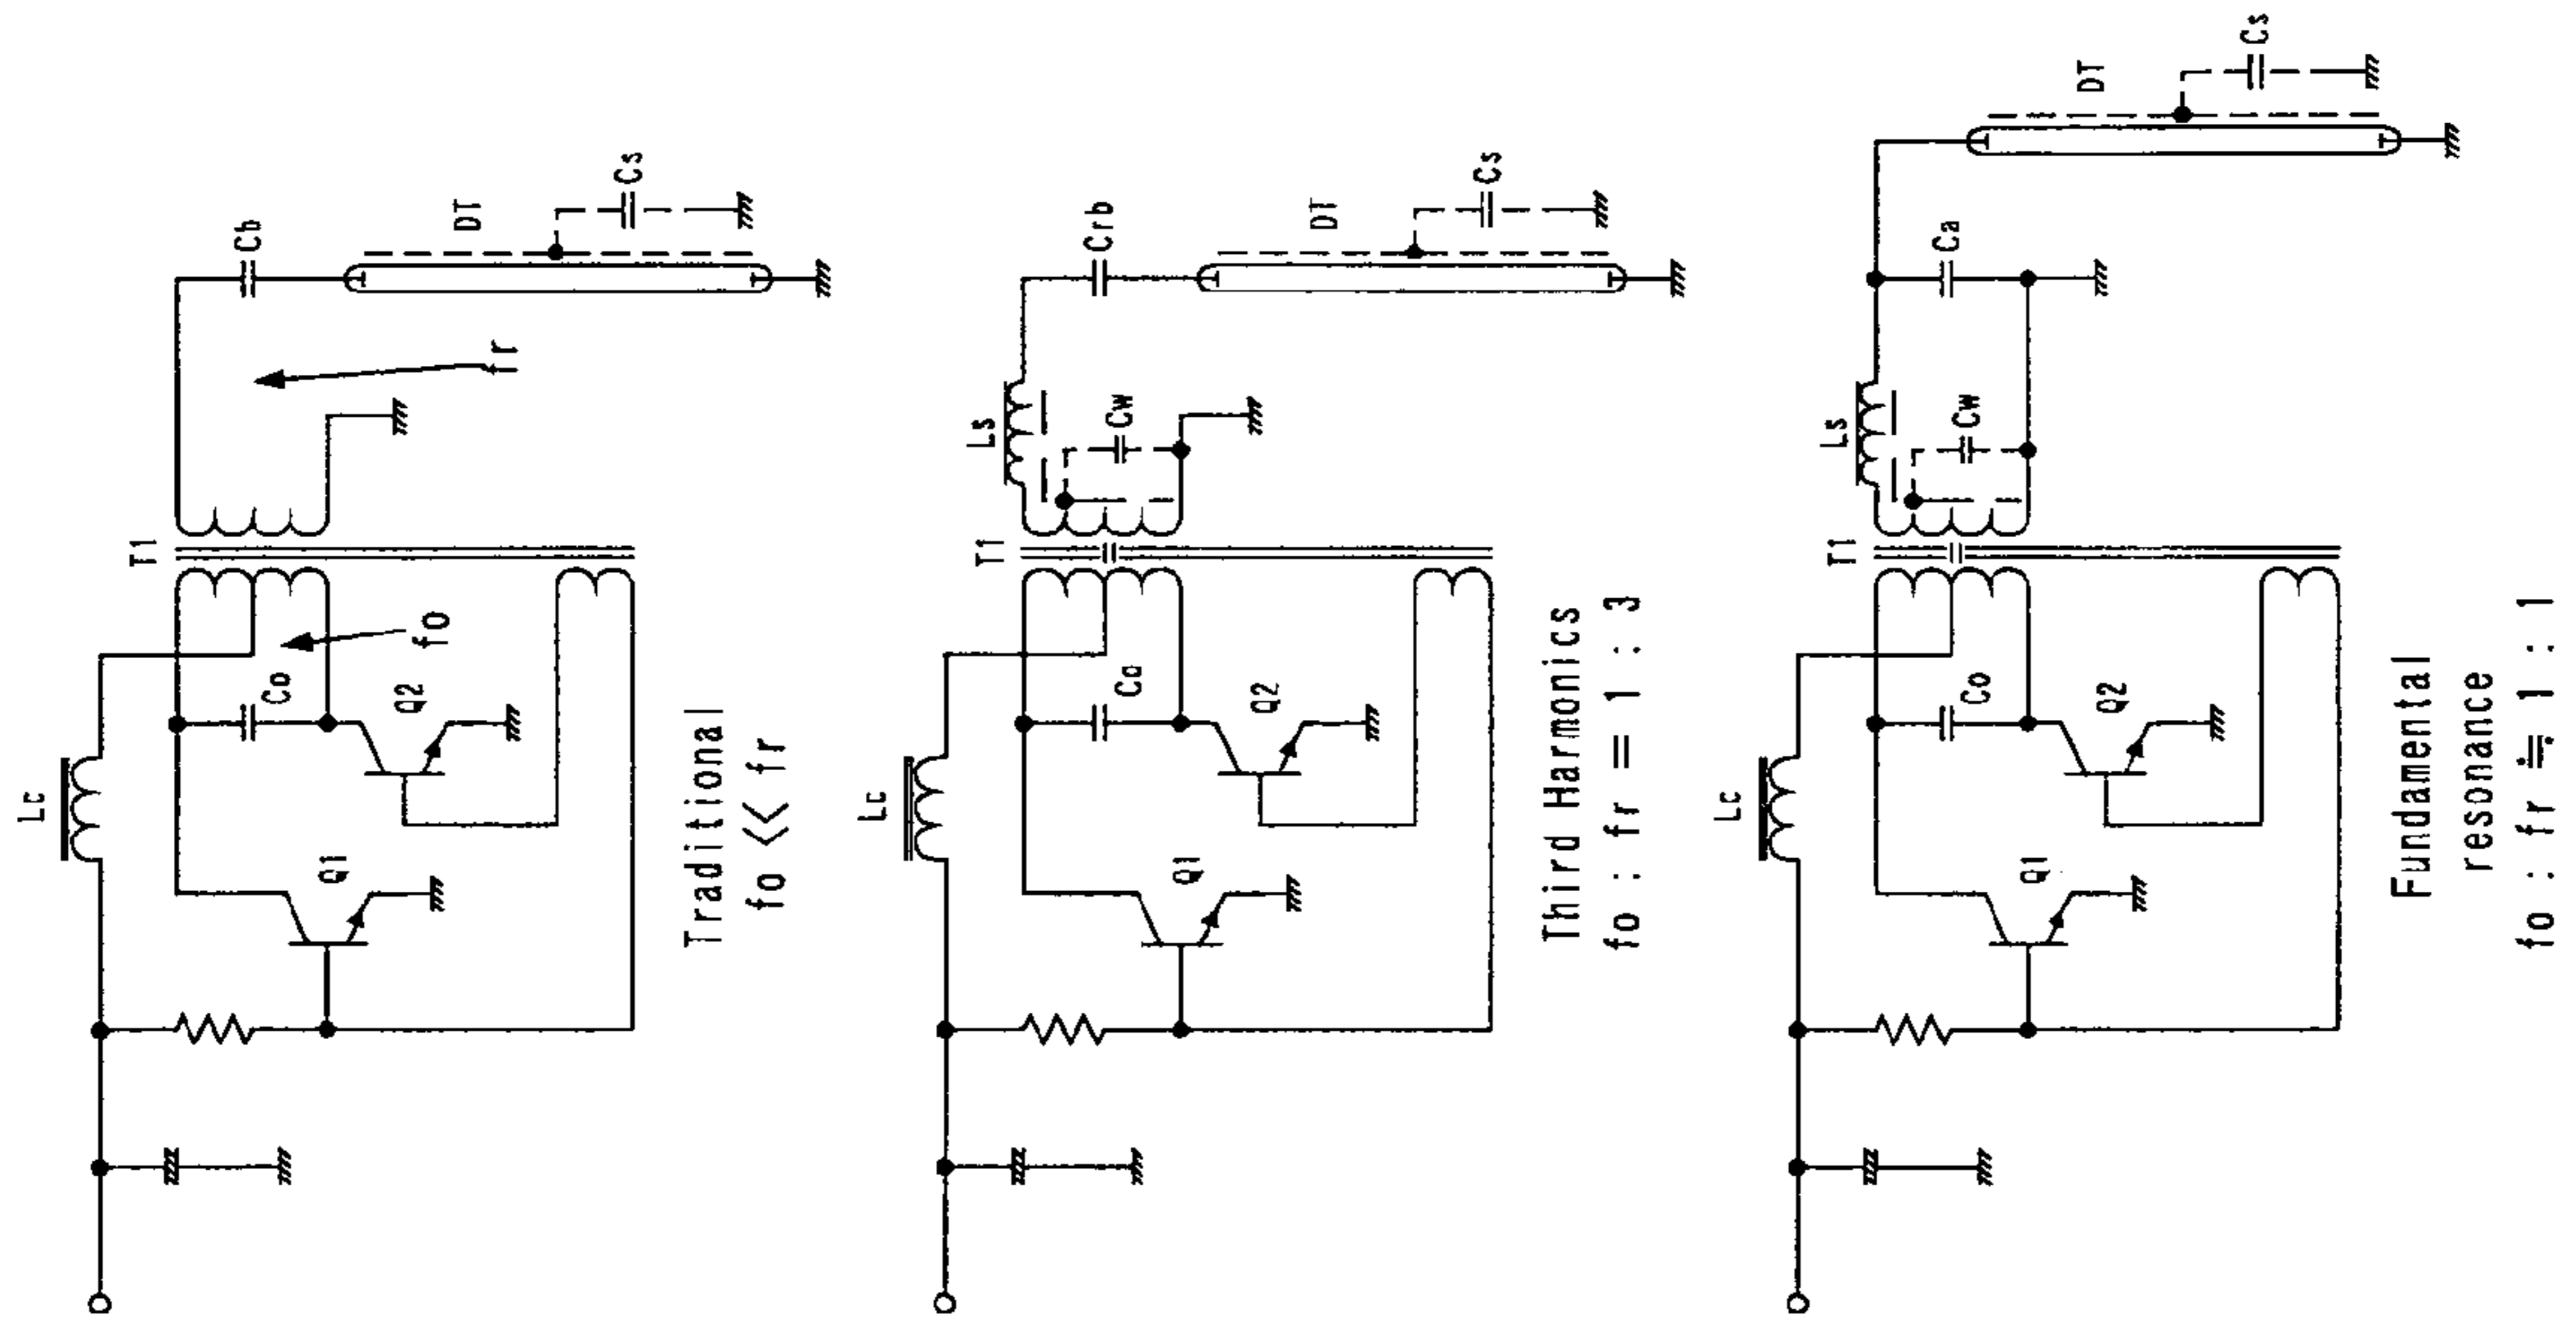 Lc
T1
Cb
Co
fo
fr
DT
Cs
Q1
Q2
Traditional
fo << fr
Lc
T1
Ls
Cw
Crb
Co
DT
Cs
Q1
Q2
Third Harmonics
fo : fr = 1 : 3
Lc
T1
Ls
Cw
Ca
Co
DT
Cs
Q1
Q2
Fundamental
resonance
fo : fr ≒ 1 : 1